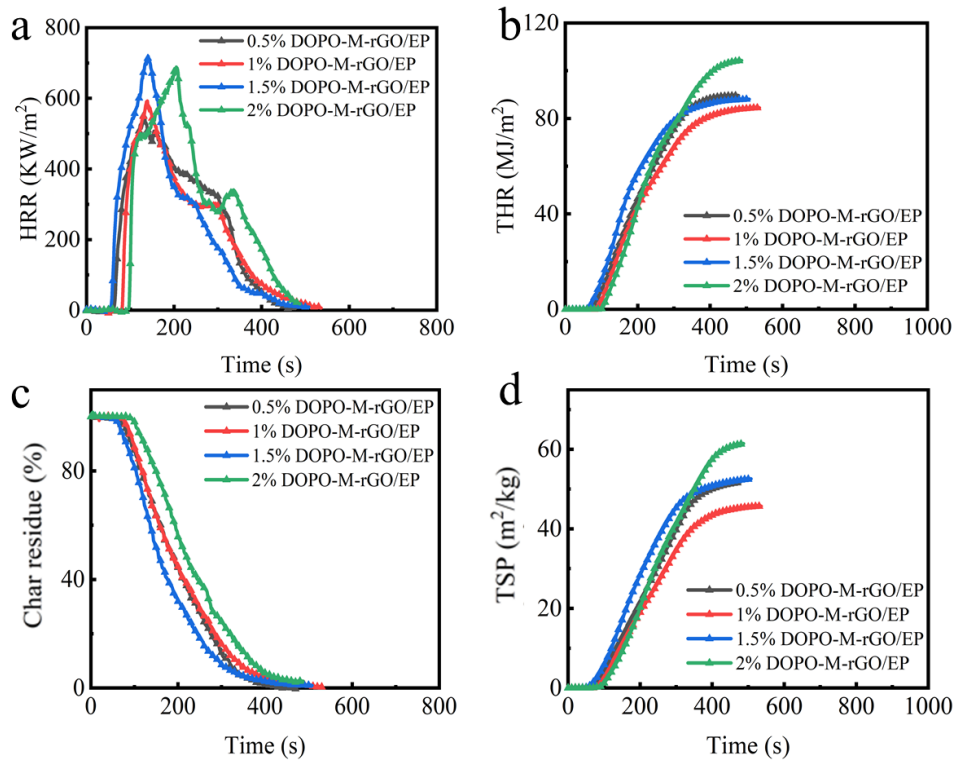 a
HRR (KW/m²)
800
600
400
200
0
0 200 400 600 800
Time (s)
0.5% DOPO-M-rGO/EP
1% DOPO-M-rGO/EP
1.5% DOPO-M-rGO/EP
2% DOPO-M-rGO/EP
b
THR (MJ/m²)
120
80
40
0
0 200 400 600 800 1000
Time (s)
0.5% DOPO-M-rGO/EP
1% DOPO-M-rGO/EP
1.5% DOPO-M-rGO/EP
2% DOPO-M-rGO/EP
c
Char residue (%)
80
40
0
0 200 400 600 800
Time (s)
0.5% DOPO-M-rGO/EP
1% DOPO-M-rGO/EP
1.5% DOPO-M-rGO/EP
2% DOPO-M-rGO/EP
d
TSP (m²/kg)
60
40
20
0
0 200 400 600 800 1000
Time (s)
0.5% DOPO-M-rGO/EP
1% DOPO-M-rGO/EP
1.5% DOPO-M-rGO/EP
2% DOPO-M-rGO/EP